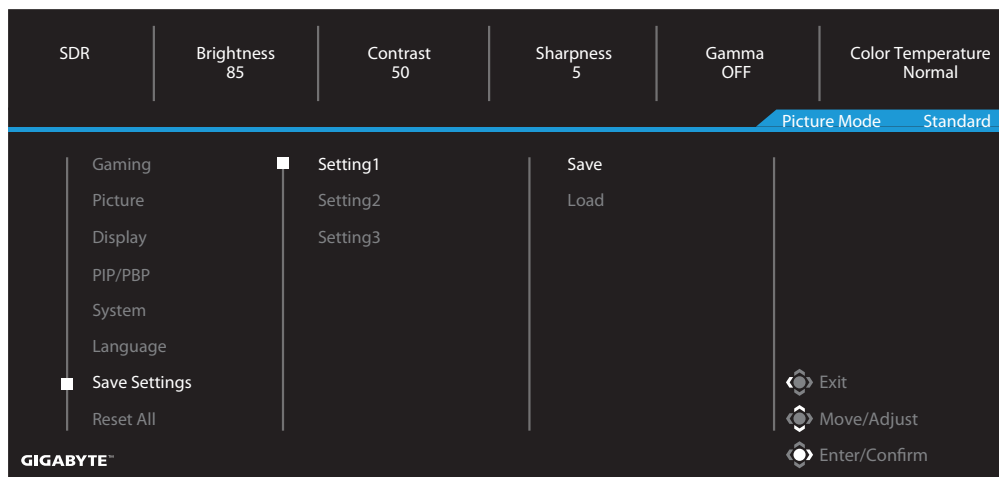 SDR
Brightness
85
Contrast
50
Sharpness
5
Gamma
OFF
Color Temperature
Normal
Picture Mode Standard
Gaming
Picture
Display
PIP/PBP
System
Language
Save Settings
Reset All
Setting1
Setting2
Setting3
Save
Load
Exit
Move/Adjust
Enter/Confirm
GIGABYTE™